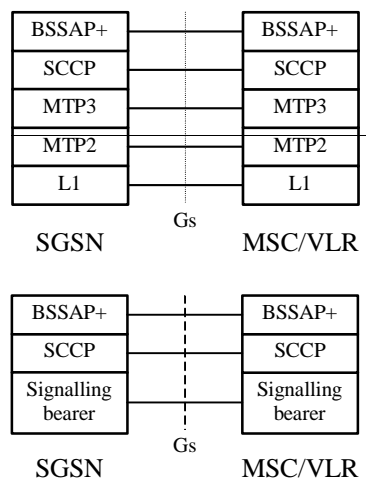 BSSAP+ BSSAP+
SCCP SCCP
MTP3 MTP3
MTP2 MTP2
L1 L1
Gs
SGSN MSC/VLR
BSSAP+ BSSAP+
SCCP SCCP
Signalling Signalling
bearer bearer
Gs
SGSN MSC/VLR